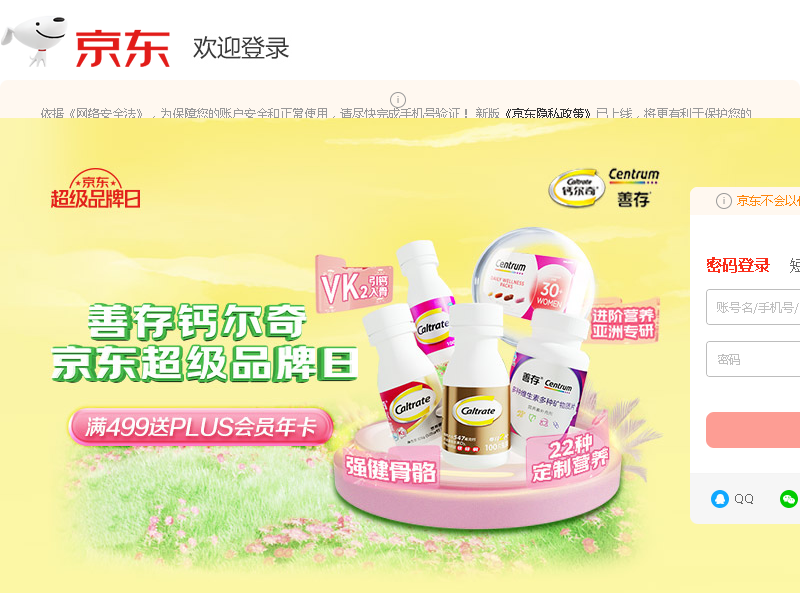 京东
欢迎登录
依据《网络安全法》，为保障您的账户安全和正常使用，请尽快完成手机号验证！ 新版《京东隐私政策》已上线，将更有利于保护您的
京东
超级品牌日
Caltrate
钙尔奇
Centrum
善存
京东不会以
密码登录
短
账号名/手机号/
密码
QQ
VK2
引钙入骨
Centrum
DAILY WELLNESS PACKS
30+
WOMEN
进阶营养
亚洲专研
善存钙尔奇
京东超级品牌日
满499送PLUS会员年卡
Caltrate
Caltrate
Caltrate
善存 Centrum
多种维生素多种矿物质片
强健骨骼
22种
定制营养